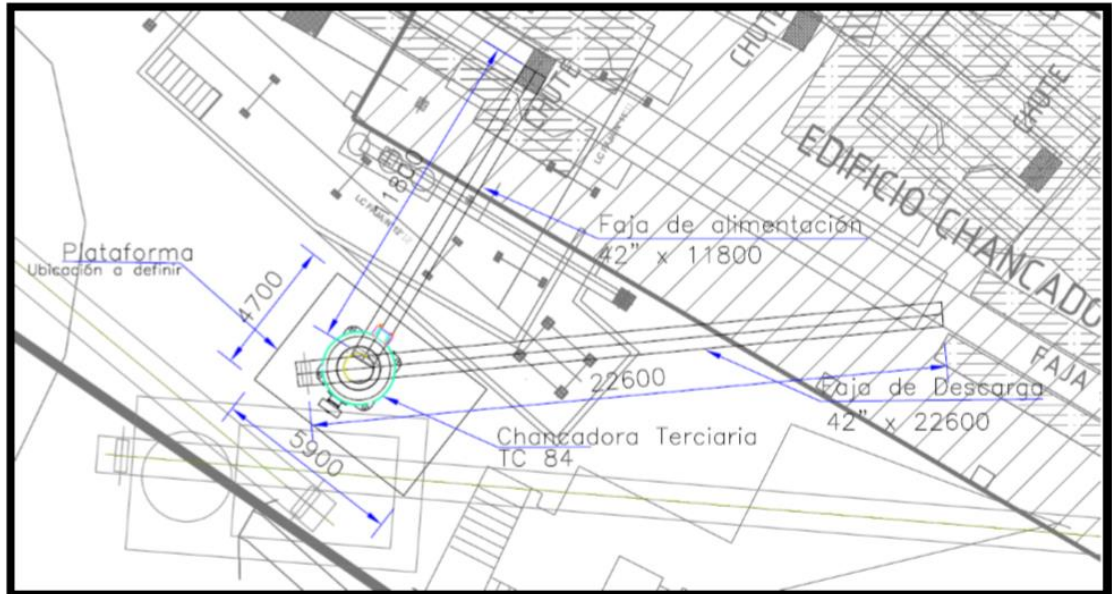 CHUTE
CHUTE
CHUTE
EDIFICIO CHANCADO
FAJA
11800
Faja de alimentación
42" x 11800
Plataforma
Ubicación a definir
4700
22600
Faja de Descarga
42" x 22600
Chancadora Terciaria
TC 84
5900